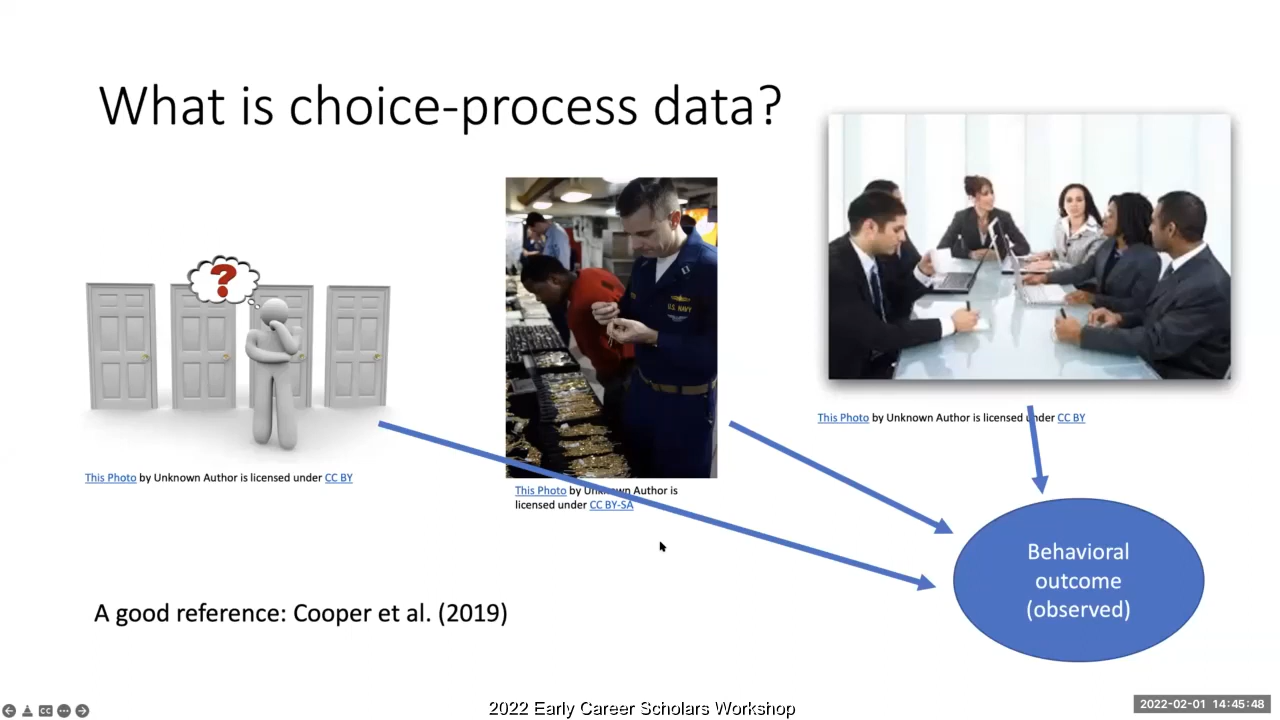 What is choice-process data?
?
U.S. NAVY
This Photo by Unknown Author is licensed under CC BY
This Photo by Unknown Author is licensed under CC BY
This Photo by Unknown Author is
licensed under CC BY-SA
Behavioral
outcome
(observed)
A good reference: Cooper et al. (2019)
CC
2022 Early Career Scholars Workshop
2022-02-01 14:45:48